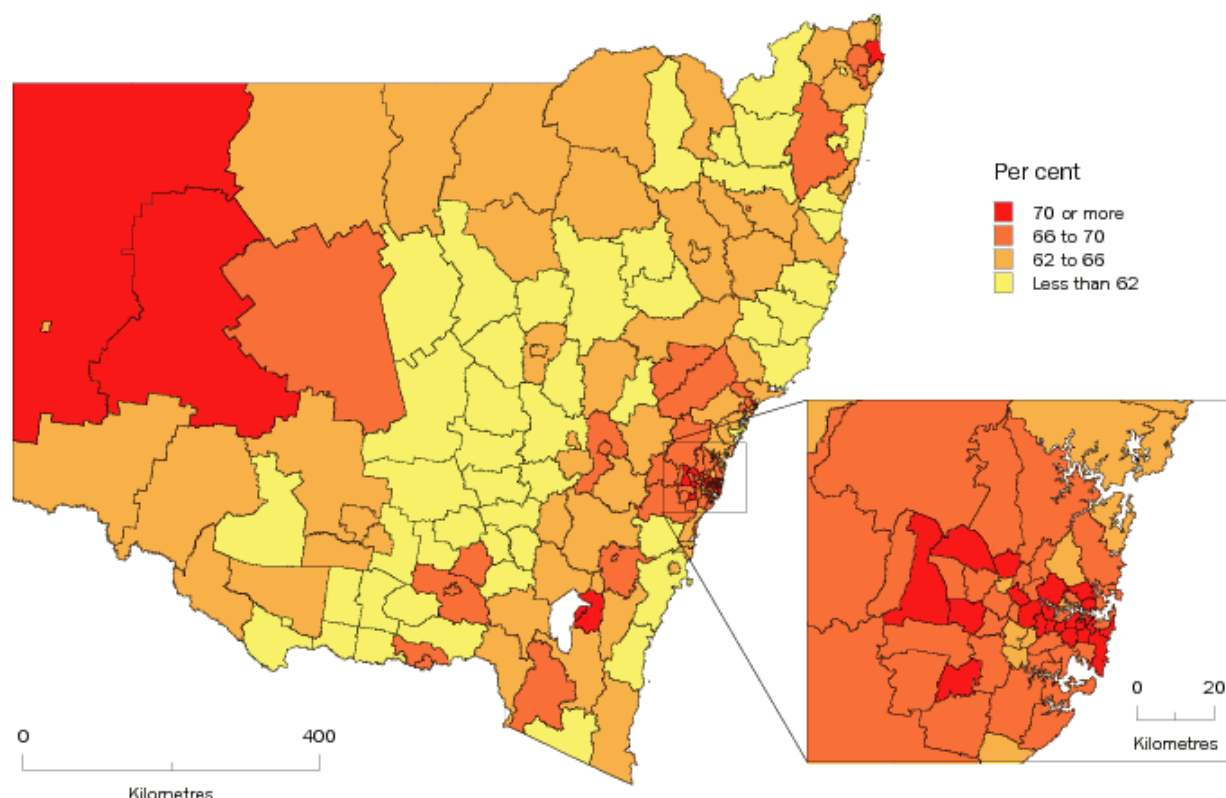 Per cent
70 or more
66 to 70
62 to 66
Less than 62
0 400
Kilometres
0 20
Kilometres